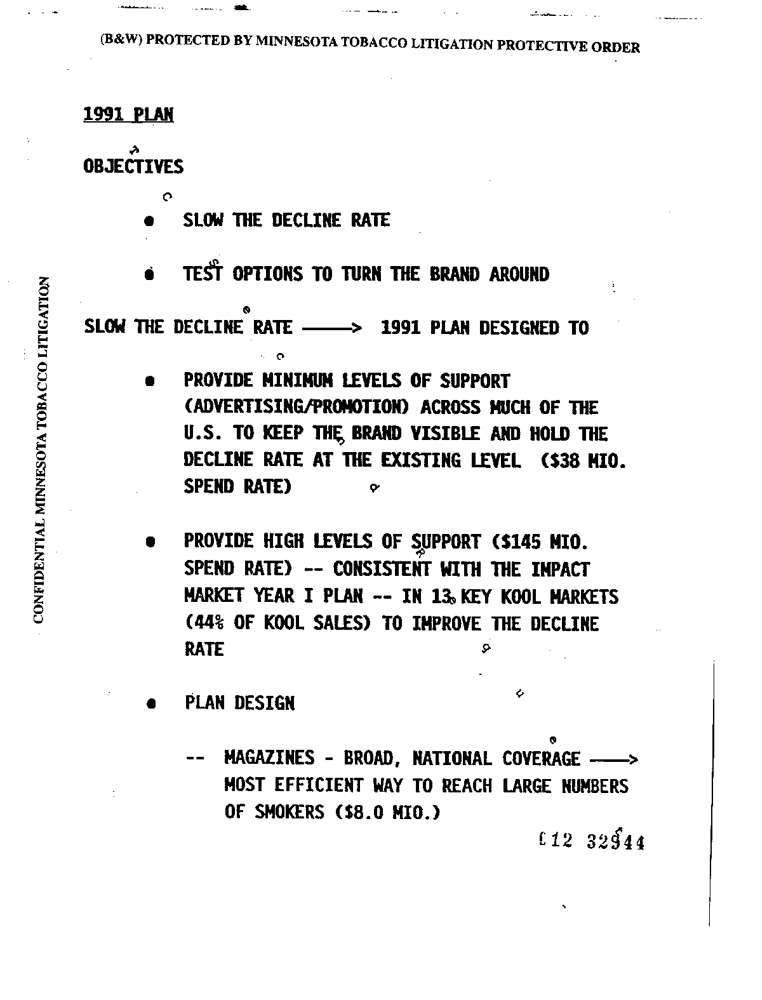 (B&W) PROTECTED BY MINNESOTA TOBACCO LITIGATION PROTECTIVE ORDER
1991 PLAN
OBJECTIVES
● SLOW THE DECLINE RATE
● TEST OPTIONS TO TURN THE BRAND AROUND
SLOW THE DECLINE RATE ——> 1991 PLAN DESIGNED TO
● PROVIDE MINIMUM LEVELS OF SUPPORT
(ADVERTISING/PROMOTION) ACROSS MUCH OF THE
U.S. TO KEEP THE BRAND VISIBLE AND HOLD THE
DECLINE RATE AT THE EXISTING LEVEL ($38 MIO.
SPEND RATE)
● PROVIDE HIGH LEVELS OF SUPPORT ($145 MIO.
SPEND RATE) -- CONSISTENT WITH THE IMPACT
MARKET YEAR I PLAN -- IN 13 KEY KOOL MARKETS
(44% OF KOOL SALES) TO IMPROVE THE DECLINE
RATE
● PLAN DESIGN
-- MAGAZINES - BROAD, NATIONAL COVERAGE ——>
MOST EFFICIENT WAY TO REACH LARGE NUMBERS
OF SMOKERS ($8.0 MIO.)
32944
CONFIDENTIAL MINNESOTA TOBACCO LITIGATION